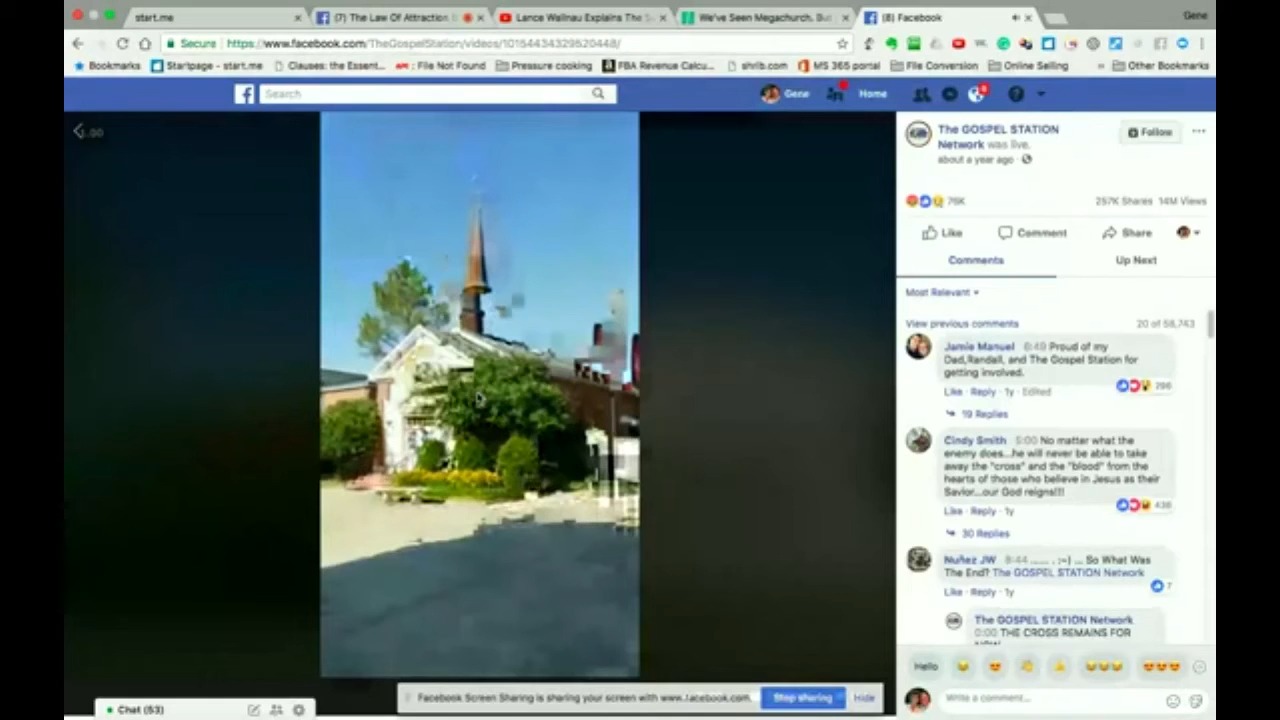 start.me
(7) The Law Of Attraction
Lance Wallnau Explains The
We've Seen Megachurch, But
(8) Facebook
Gene
Secure
https://www.facebook.com/TheGospelStation/videos/10154434329520448/
Bookmarks
Startpage - start.me
Clauses: the Essent...
File Not Found
Pressure cooking
FBA Revenue Calcu...
shrib.com
MS 365 portal
File Conversion
Online Selling
Other Bookmarks
Search
Gene
Home
The GOSPEL STATION
Network was live.
about a year ago
Follow
76K
257K Shares 14M Views
Like
Comment
Share
Comments
Up Next
Most Relevant
View previous comments
20 of 58,743
Jamie Manuel 6:49 Proud of my
Dad,Randall, and The Gospel Station for
getting involved.
296
Like · Reply · 1y · Edited
19 Replies
Cindy Smith 5:00 No matter what the
enemy does...he will never be able to take
away the "cross" and the "blood" from the
hearts of those who believe in Jesus as their
Savior...our God reigns!!!
436
Like · Reply · 1y
30 Replies
Nuñez JW 8:44 ...... . :~) ... So What Was
The End? The GOSPEL STATION Network
7
Like · Reply · 1y
The GOSPEL STATION Network
0:00 THE CROSS REMAINS FOR
Hello
Write a comment...
Facebook Screen Sharing is sharing your screen with www.facebook.com.
Stop sharing
Hide
Chat (53)